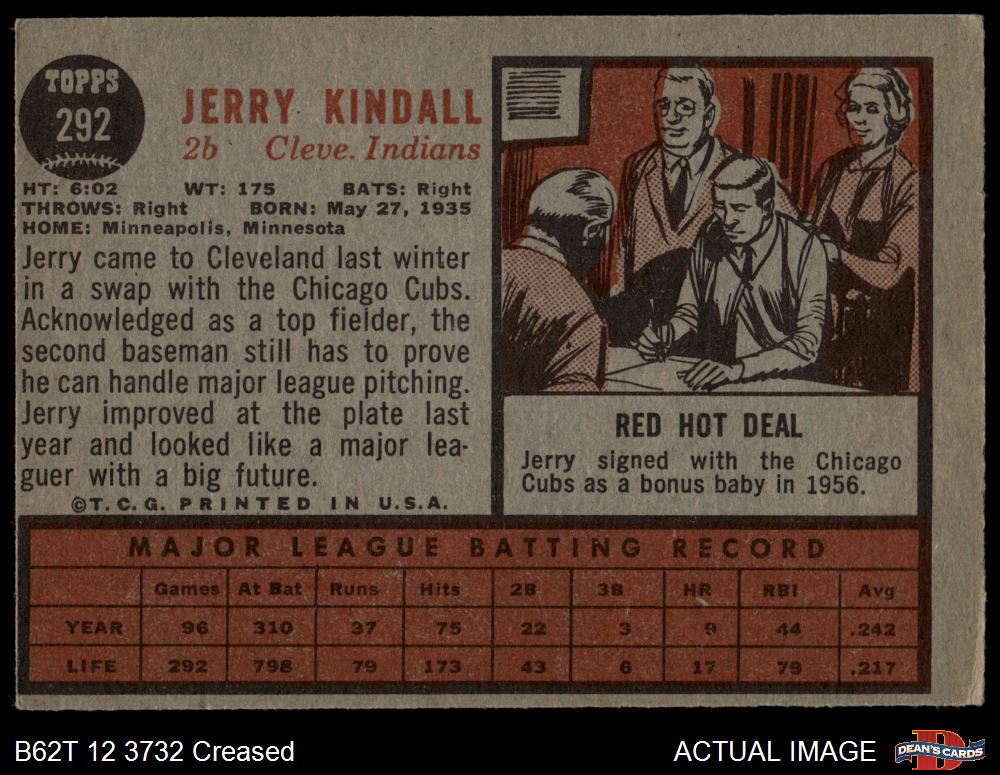 TOPPS
292
JERRY KINDALL
2b Cleve. Indians
HT: 6:02 WT: 175 BATS: Right
THROWS: Right BORN: May 27, 1935
HOME: Minneapolis, Minnesota
Jerry came to Cleveland last winter
in a swap with the Chicago Cubs.
Acknowledged as a top fielder, the
second baseman still has to prove
he can handle major league pitching.
Jerry improved at the plate last
year and looked like a major lea-
guer with a big future.
©T.C.G. PRINTED IN U.S.A.
RED HOT DEAL
Jerry signed with the Chicago
Cubs as a bonus baby in 1956.
MAJOR LEAGUE BATTING RECORD
Games At Bat Runs Hits 2B 3B HR RBI Avg
YEAR 96 310 37 75 22 3 9 44 .242
LIFE 292 798 79 173 43 6 17 79 .217
B62T 12 3732 Creased
ACTUAL IMAGE
D
DEAN'S CARDS